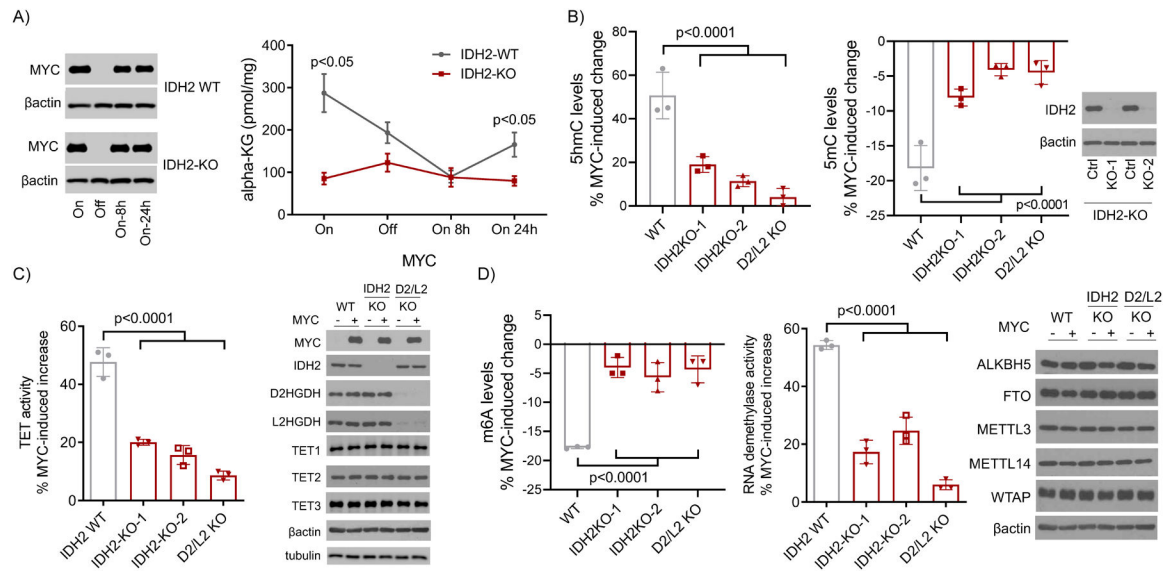 A)
MYC
βactin
IDH2 WT
MYC
βactin
IDH2-KO
On
Off
On-8h
On-24h
alpha-KG (pmol/mg)
400
300
200
100
0
IDH2-WT
IDH2-KO
p<0.05
p<0.05
On
Off
On 8h
On 24h
MYC
B)
5hmC levels
% MYC-induced change
80
60
40
20
0
p<0.0001
WT
IDH2KO-1
IDH2KO-2
D2/L2 KO
5mC levels
% MYC-induced change
0
-5
-10
-15
-20
-25
p<0.0001
WT
IDH2KO-1
IDH2KO-2
D2/L2 KO
IDH2
βactin
Ctrl
KO-1
Ctrl
KO-2
IDH2-KO
C)
TET activity
% MYC-induced increase
60
40
20
0
p<0.0001
IDH2 WT
IDH2-KO-1
IDH2-KO-2
D2/L2 KO
IDH2 D2/L2
WT KO KO
MYC - + - + - +
MYC
IDH2
D2HGDH
L2HGDH
TET1
TET2
TET3
βactin
tubulin
D)
m6A levels
% MYC-induced change
0
-5
-10
-15
-20
-25
p<0.0001
WT
IDH2KO-1
IDH2KO-2
D2/L2 KO
RNA demethylase activity
% MYC-induced increase
60
40
20
0
p<0.0001
IDH2 WT
IDH2-KO-1
IDH2-KO-2
D2/L2 KO
IDH2 D2/L2
MYC WT KO KO
- + - + - +
ALKBH5
FTO
METTL3
METTL14
WTAP
βactin